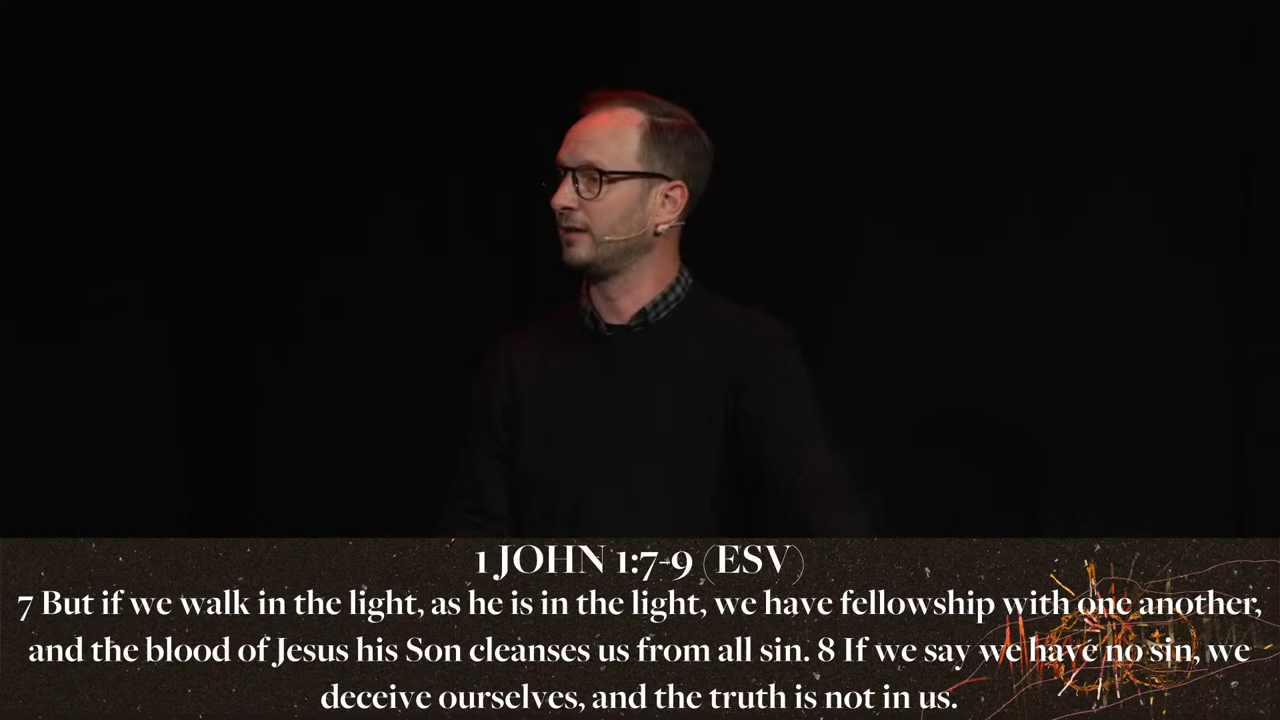 1 JOHN 1:7-9 (ESV)
7 But if we walk in the light, as he is in the light, we have fellowship with one another,
and the blood of Jesus his Son cleanses us from all sin. 8 If we say we have no sin, we
deceive ourselves, and the truth is not in us.